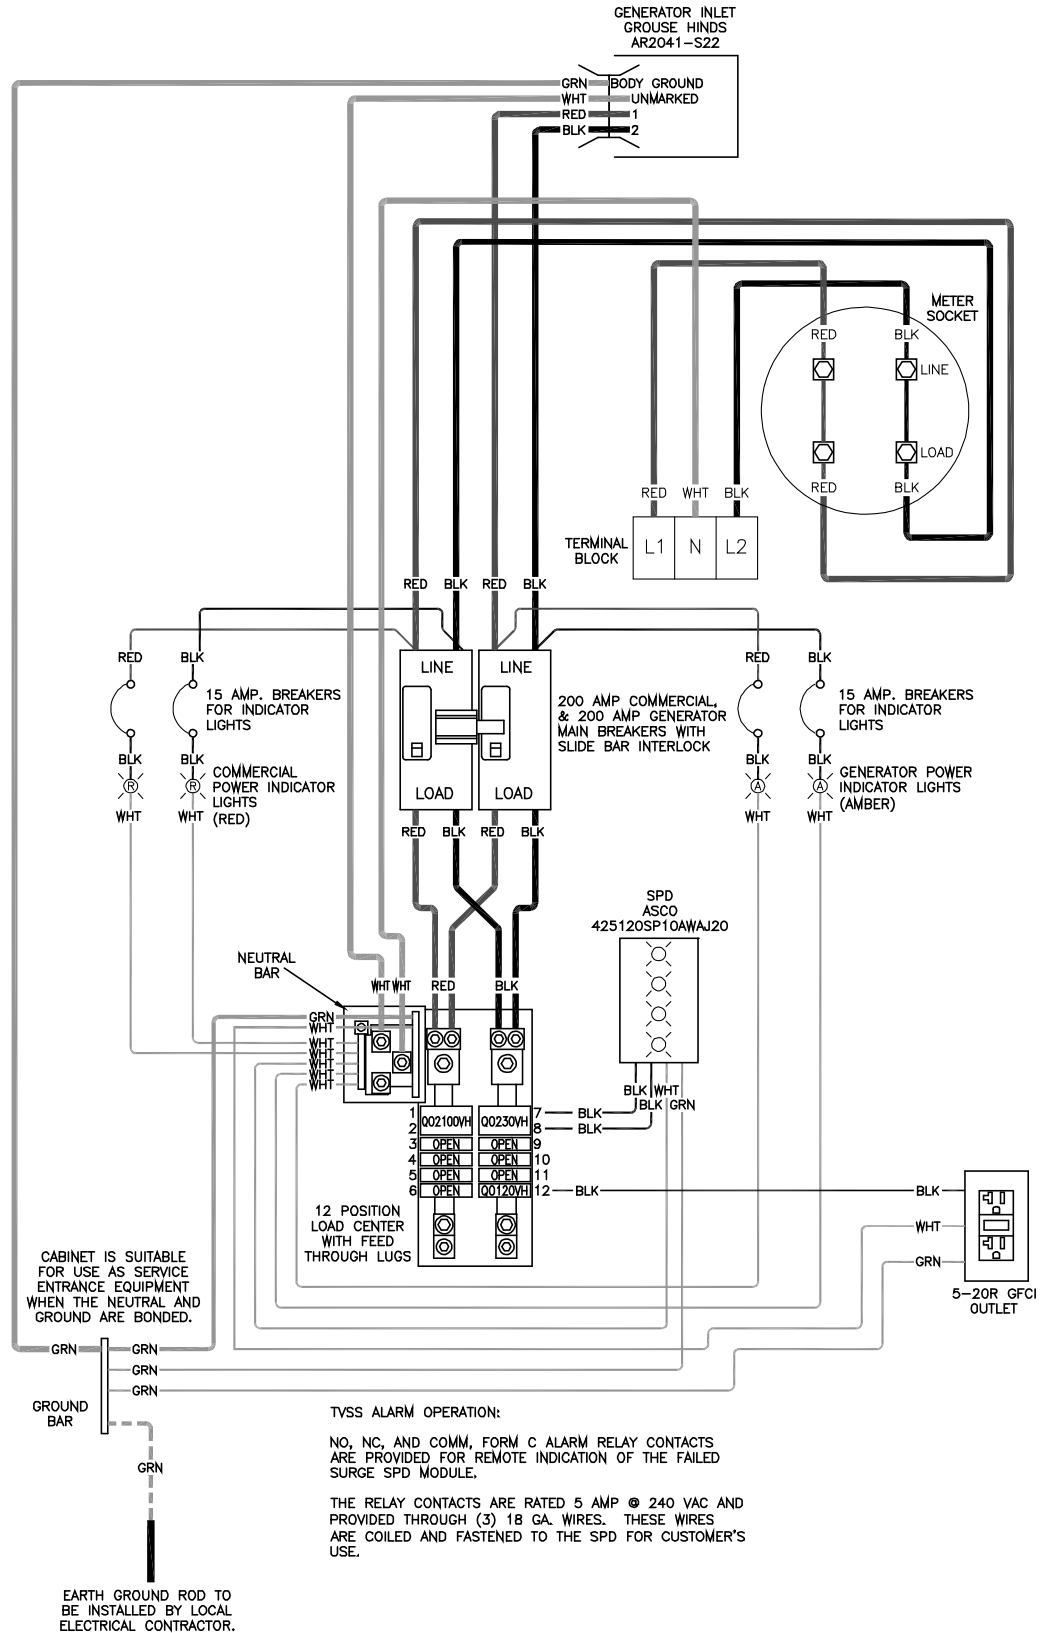 GENERATOR INLET
GROUSE HINDS
AR2041-S22
GRN BODY GROUND
WHT UNMARKED
RED 1
BLK 2
METER
SOCKET
RED BLK
LINE
LOAD
RED BLK
RED WHT BLK
TERMINAL
BLOCK
L1 N L2
RED BLK RED BLK
RED BLK
LINE LINE
RED BLK
15 AMP. BREAKERS
FOR INDICATOR
LIGHTS
200 AMP COMMERCIAL,
& 200 AMP GENERATOR
MAIN BREAKERS WITH
SLIDE BAR INTERLOCK
15 AMP. BREAKERS
FOR INDICATOR
LIGHTS
BLK BLK
R R
COMMERCIAL
POWER INDICATOR
LIGHTS
(RED)
WHT WHT
LOAD LOAD
BLK BLK
A A
GENERATOR POWER
INDICATOR LIGHTS
(AMBER)
WHT WHT
RED BLK RED BLK
SPD
ASCO
425120SP10AWAJ20
NEUTRAL
BAR
WHT WHT RED BLK
GRN
WHT
WHT
WHT
WHT
WHT
WHT
BLK WHT
BLK GRN
1 QO2100VH QO230VH 7 BLK
2 8 BLK
3 OPEN OPEN 9
4 OPEN OPEN 10
5 OPEN OPEN 11
6 OPEN QO120VH 12 BLK BLK
WHT
GRN
12 POSITION
LOAD CENTER
WITH FEED
THROUGH LUGS
5-20R GFCI
OUTLET
CABINET IS SUITABLE
FOR USE AS SERVICE
ENTRANCE EQUIPMENT
WHEN THE NEUTRAL AND
GROUND ARE BONDED.
GRN GRN
GRN
GRN
GROUND
BAR
GRN
TVSS ALARM OPERATION:
NO, NC, AND COMM, FORM C ALARM RELAY CONTACTS
ARE PROVIDED FOR REMOTE INDICATION OF THE FAILED
SURGE SPD MODULE.
THE RELAY CONTACTS ARE RATED 5 AMP @ 240 VAC AND
PROVIDED THROUGH (3) 18 GA. WIRES. THESE WIRES
ARE COILED AND FASTENED TO THE SPD FOR CUSTOMER'S
USE.
EARTH GROUND ROD TO
BE INSTALLED BY LOCAL
ELECTRICAL CONTRACTOR.